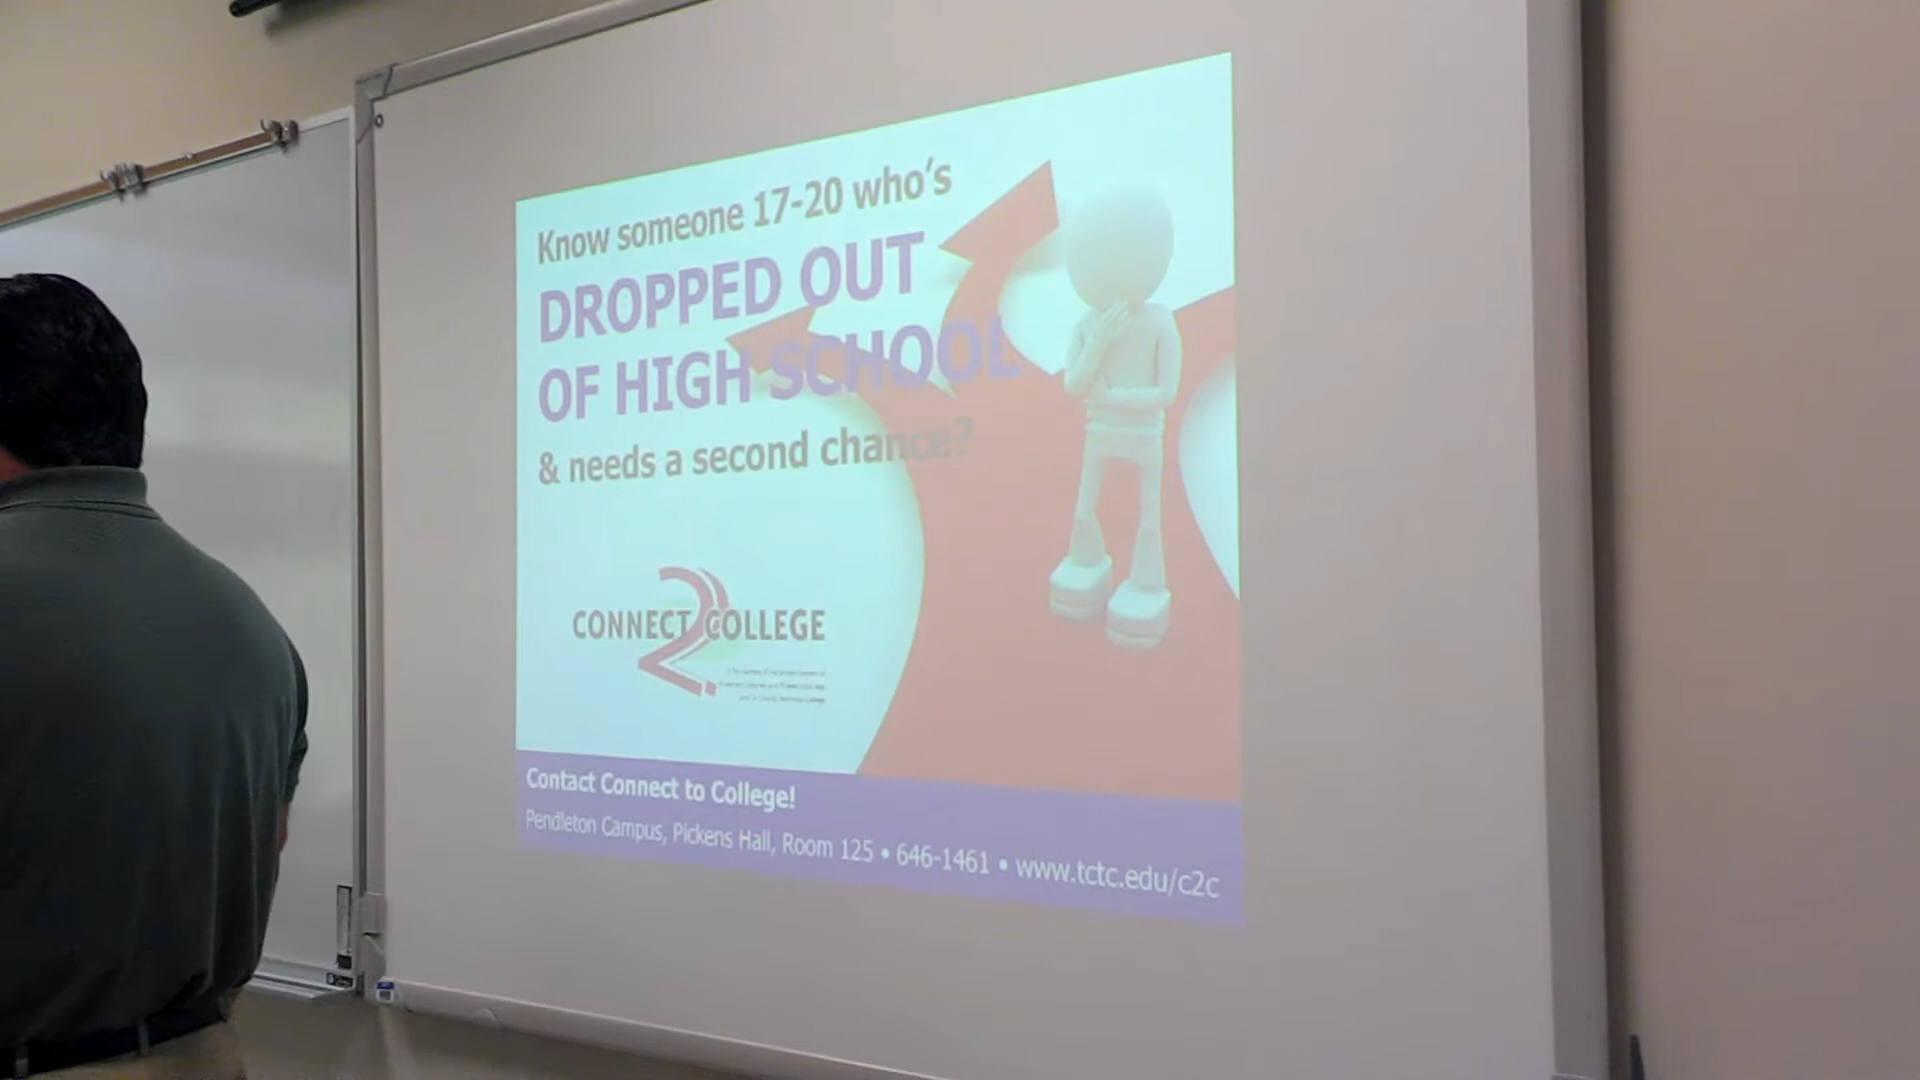 Know someone 17-20 who's
DROPPED OUT
OF HIGH SCHOOL
& needs a second chance?
CONNECT 2 COLLEGE
Contact Connect to College!
Pendleton Campus, Pickens Hall, Room 125 • 646-1461 • www.tctc.edu/c2c